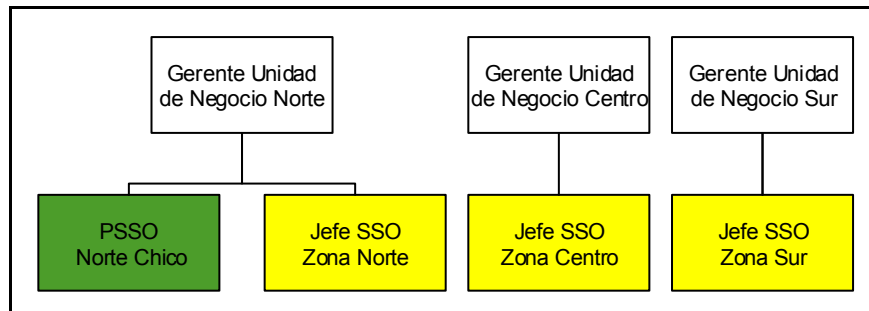 Gerente Unidad
de Negocio Norte
Gerente Unidad
de Negocio Centro
Gerente Unidad
de Negocio Sur
PSSO
Norte Chico
Jefe SSO
Zona Norte
Jefe SSO
Zona Centro
Jefe SSO
Zona Sur